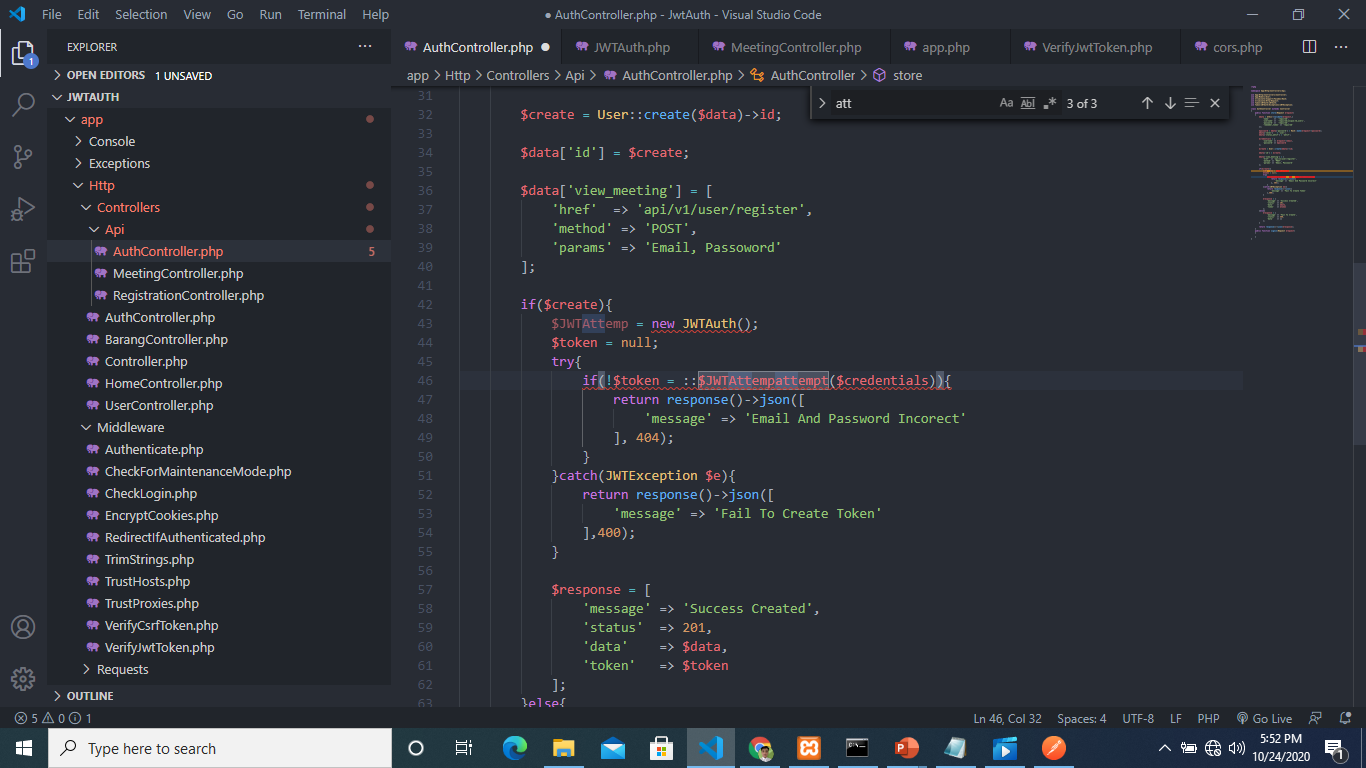 File Edit Selection View Go Run Terminal Help
● AuthController.php - JwtAuth - Visual Studio Code
EXPLORER
OPEN EDITORS 1 UNSAVED
JWTAUTH
app
Console
Exceptions
Http
Controllers
Api
AuthController.php 5
MeetingController.php
RegistrationController.php
AuthController.php
BarangController.php
Controller.php
HomeController.php
UserController.php
Middleware
Authenticate.php
CheckForMaintenanceMode.php
CheckLogin.php
EncryptCookies.php
RedirectIfAuthenticated.php
TrimStrings.php
TrustHosts.php
TrustProxies.php
VerifyCsrfToken.php
VerifyJwtToken.php
Requests
OUTLINE
1
AuthController.php ● JWTAuth.php MeetingController.php app.php VerifyJwtToken.php cors.php
app > Http > Controllers > Api > AuthController.php > AuthController > store
att Aa Abl .* 3 of 3
31
32 $create = User::create($data)->id;
33
34 $data['id'] = $create;
35
36 $data['view_meeting'] = [
37 'href' => 'api/v1/user/register',
38 'method' => 'POST',
39 'params' => 'Email, Passoword'
40 ];
41
42 if($create){
43 $JWTAttemp = new JWTAuth();
44 $token = null;
45 try{
46 if(!$token = ::$JWTAttempattempt($credentials)){
47 return response()->json([
48 'message' => 'Email And Password Incorect'
49 ], 404);
50 }
51 }catch(JWTException $e){
52 return response()->json([
53 'message' => 'Fail To Create Token'
54 ],400);
55 }
56
57 $response = [
58 'message' => 'Success Created',
59 'status' => 201,
60 'data' => $data,
61 'token' => $token
62 ];
63 }else{
5 0 1
Ln 46, Col 32 Spaces: 4 UTF-8 LF PHP Go Live
Type here to search
5:52 PM
10/24/2020
1